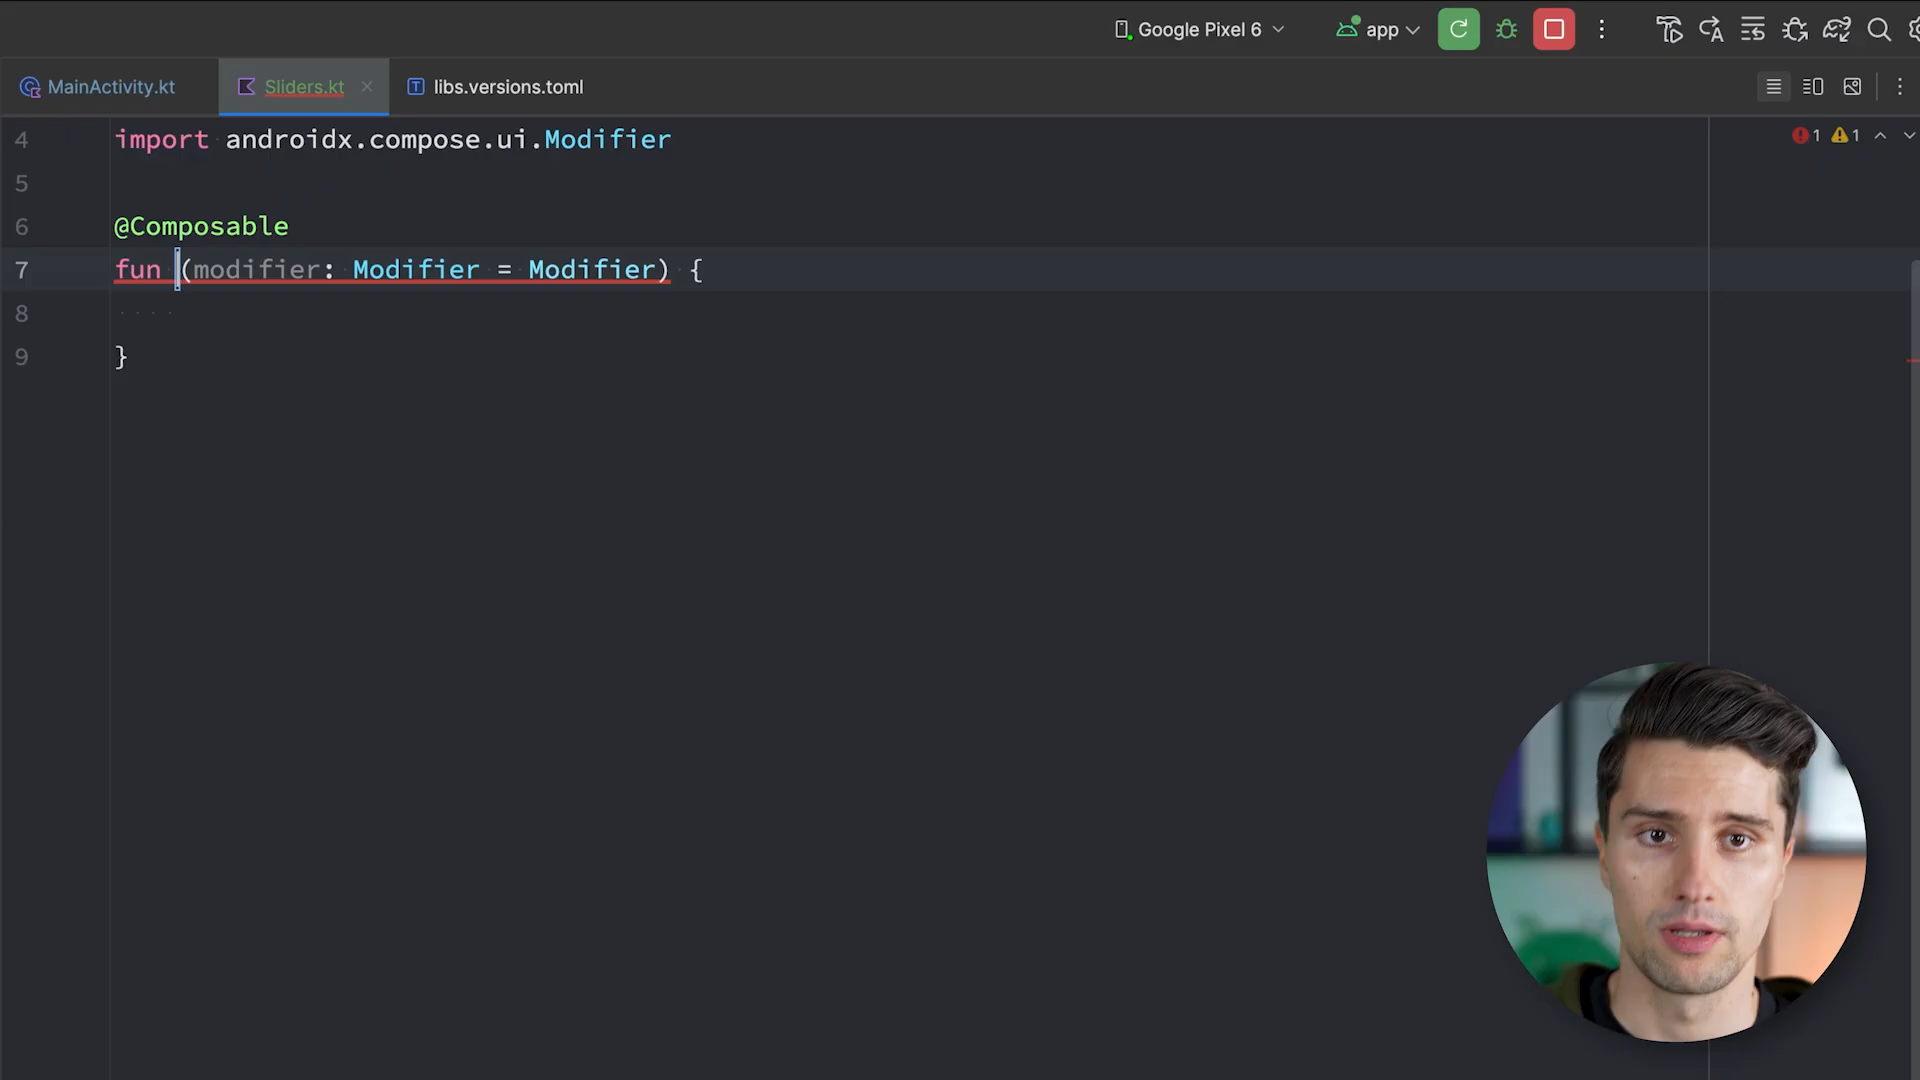 Google Pixel 6
app
MainActivity.kt
Sliders.kt
libs.versions.toml
4 import androidx.compose.ui.Modifier
1 1
5
6 @Composable
7 fun (modifier: Modifier = Modifier) {
8
9 }